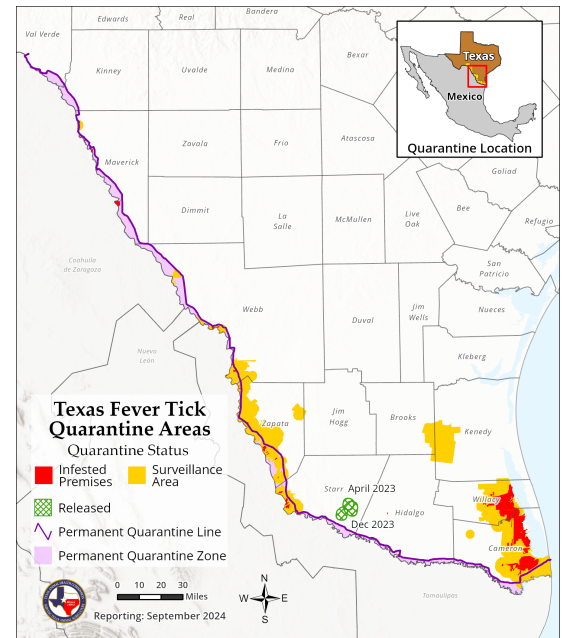 Bandera
Real
Edwards
Val Verde
Kinney
Uvalde
Medina
Bexar
Texas
Mexico
Quarantine Location
Maverick
Zavala
Frio
Atascosa
Goliad
Dimmit
La
Salle
McMullen
Live
Oak
Bee
Refugio
Coahuila
de Zaragoza
San
Patricio
Webb
Duval
Jim
Wells
Nueces
Nuevo
León
Kleberg
Texas Fever Tick
Quarantine Areas
Quarantine Status
Infested
Premises
Surveillance
Area
Released
Permanent Quarantine Line
Permanent Quarantine Zone
0 10 20 30
Miles
Reporting: September 2024
N
W E
S
Zapata
Jim
Hogg
Brooks
Kenedy
Starr
April 2023
Dec 2023
Hidalgo
Willacy
Cameron
Tamaulipas